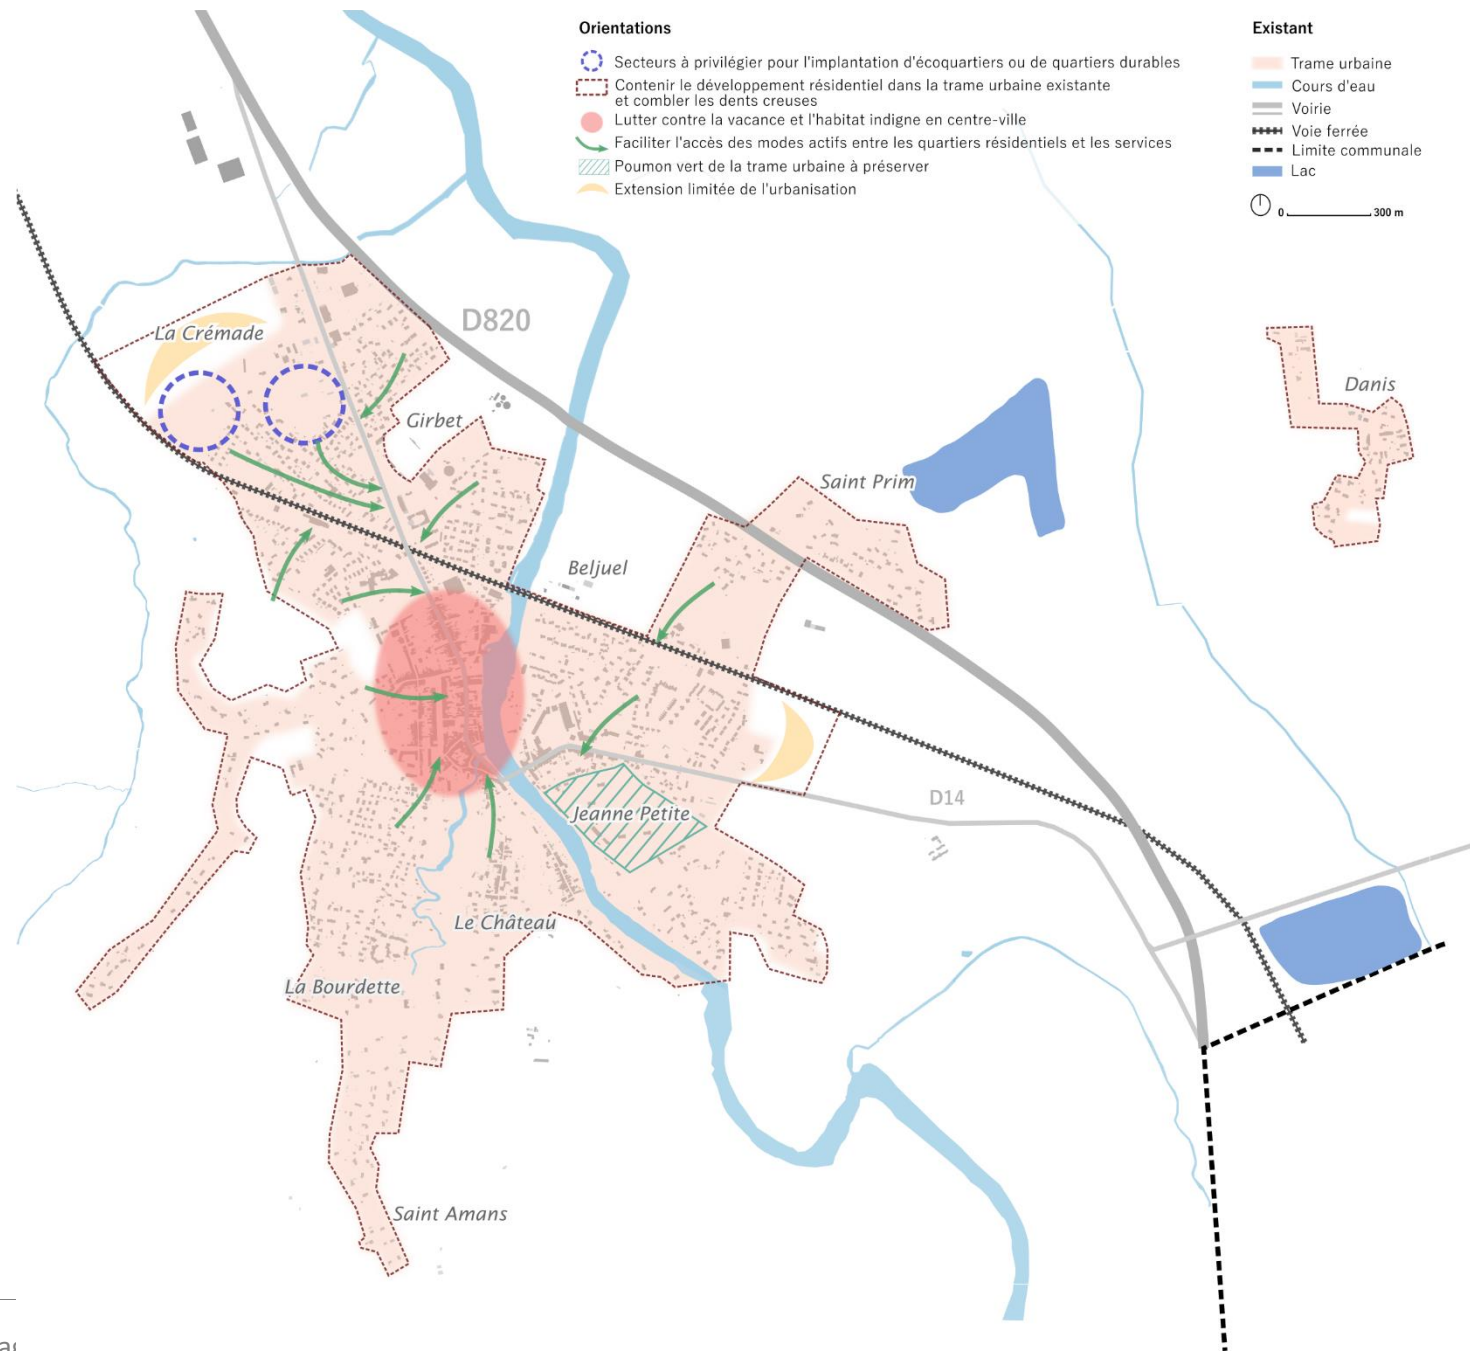 Orientations
Secteurs à privilégier pour l'implantation d'écoquartiers ou de quartiers durables
Contenir le développement résidentiel dans la trame urbaine existante
et combler les dents creuses
Lutter contre la vacance et l'habitat indigne en centre-ville
Faciliter l'accès des modes actifs entre les quartiers résidentiels et les services
Poumon vert de la trame urbaine à préserver
Extension limitée de l'urbanisation
Existant
Trame urbaine
Cours d'eau
Voirie
Voie ferrée
Limite communale
Lac
0 300 m
D820
La Crémade
Danis
Girbet
Saint Prim
Beljuel
D14
Jeanne Petite
Le Château
La Bourdette
Saint Amans